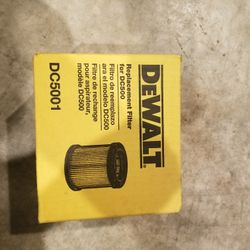 DEWALT
Replacement Filter
for DC500
Filtro de reemplazo
ara el modelo DC500
Filtre de rechange
pour aspirateur,
modèle DC500
DC5001